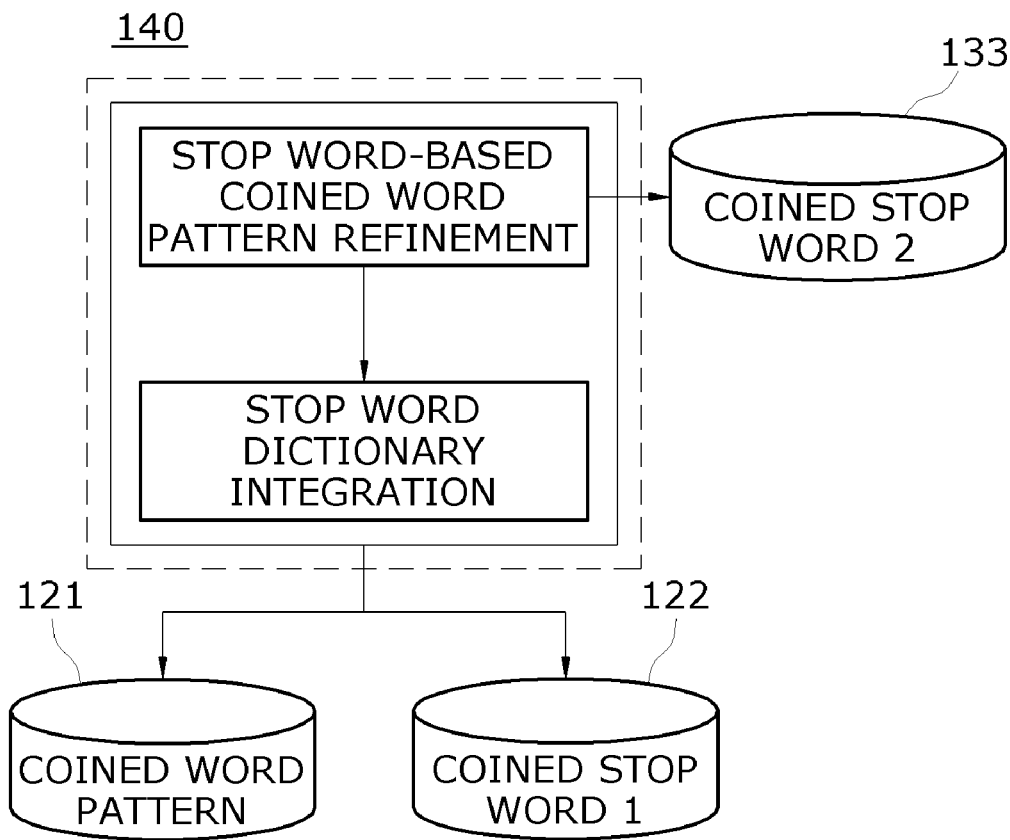 140
133
STOP WORD-BASED
COINED WORD
PATTERN REFINEMENT
COINED STOP
WORD 2
STOP WORD
DICTIONARY
INTEGRATION
121
122
COINED WORD
PATTERN
COINED STOP
WORD 1